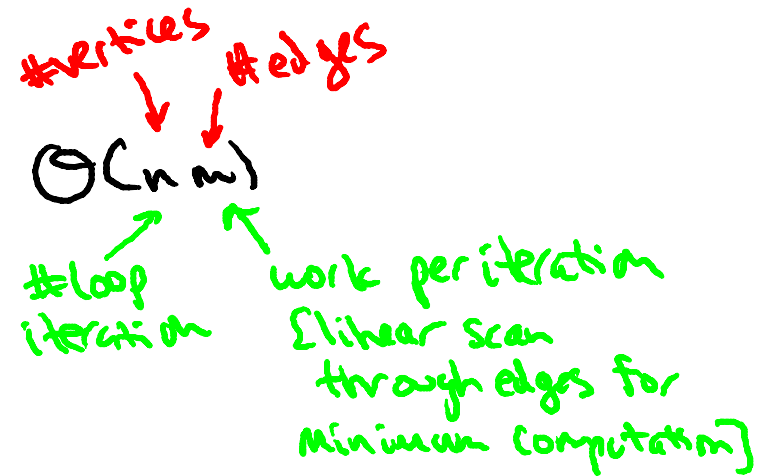 #vertices
#edges
Θ(nm)
#loop
iteration
work per iteration
[linear scan
through edges for
minimum computation]